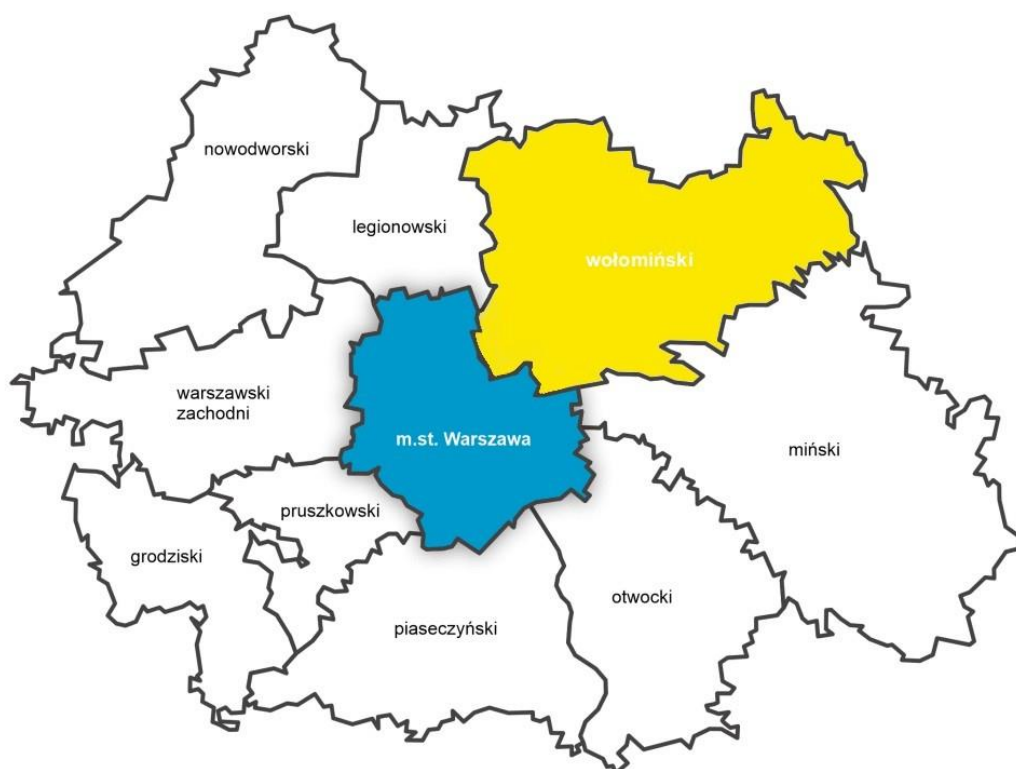 nowodworski
legionowski
wołomiński
warszawski
zachodni
m.st. Warszawa
miński
pruszkowski
grodziski
otwocki
piaseczyński